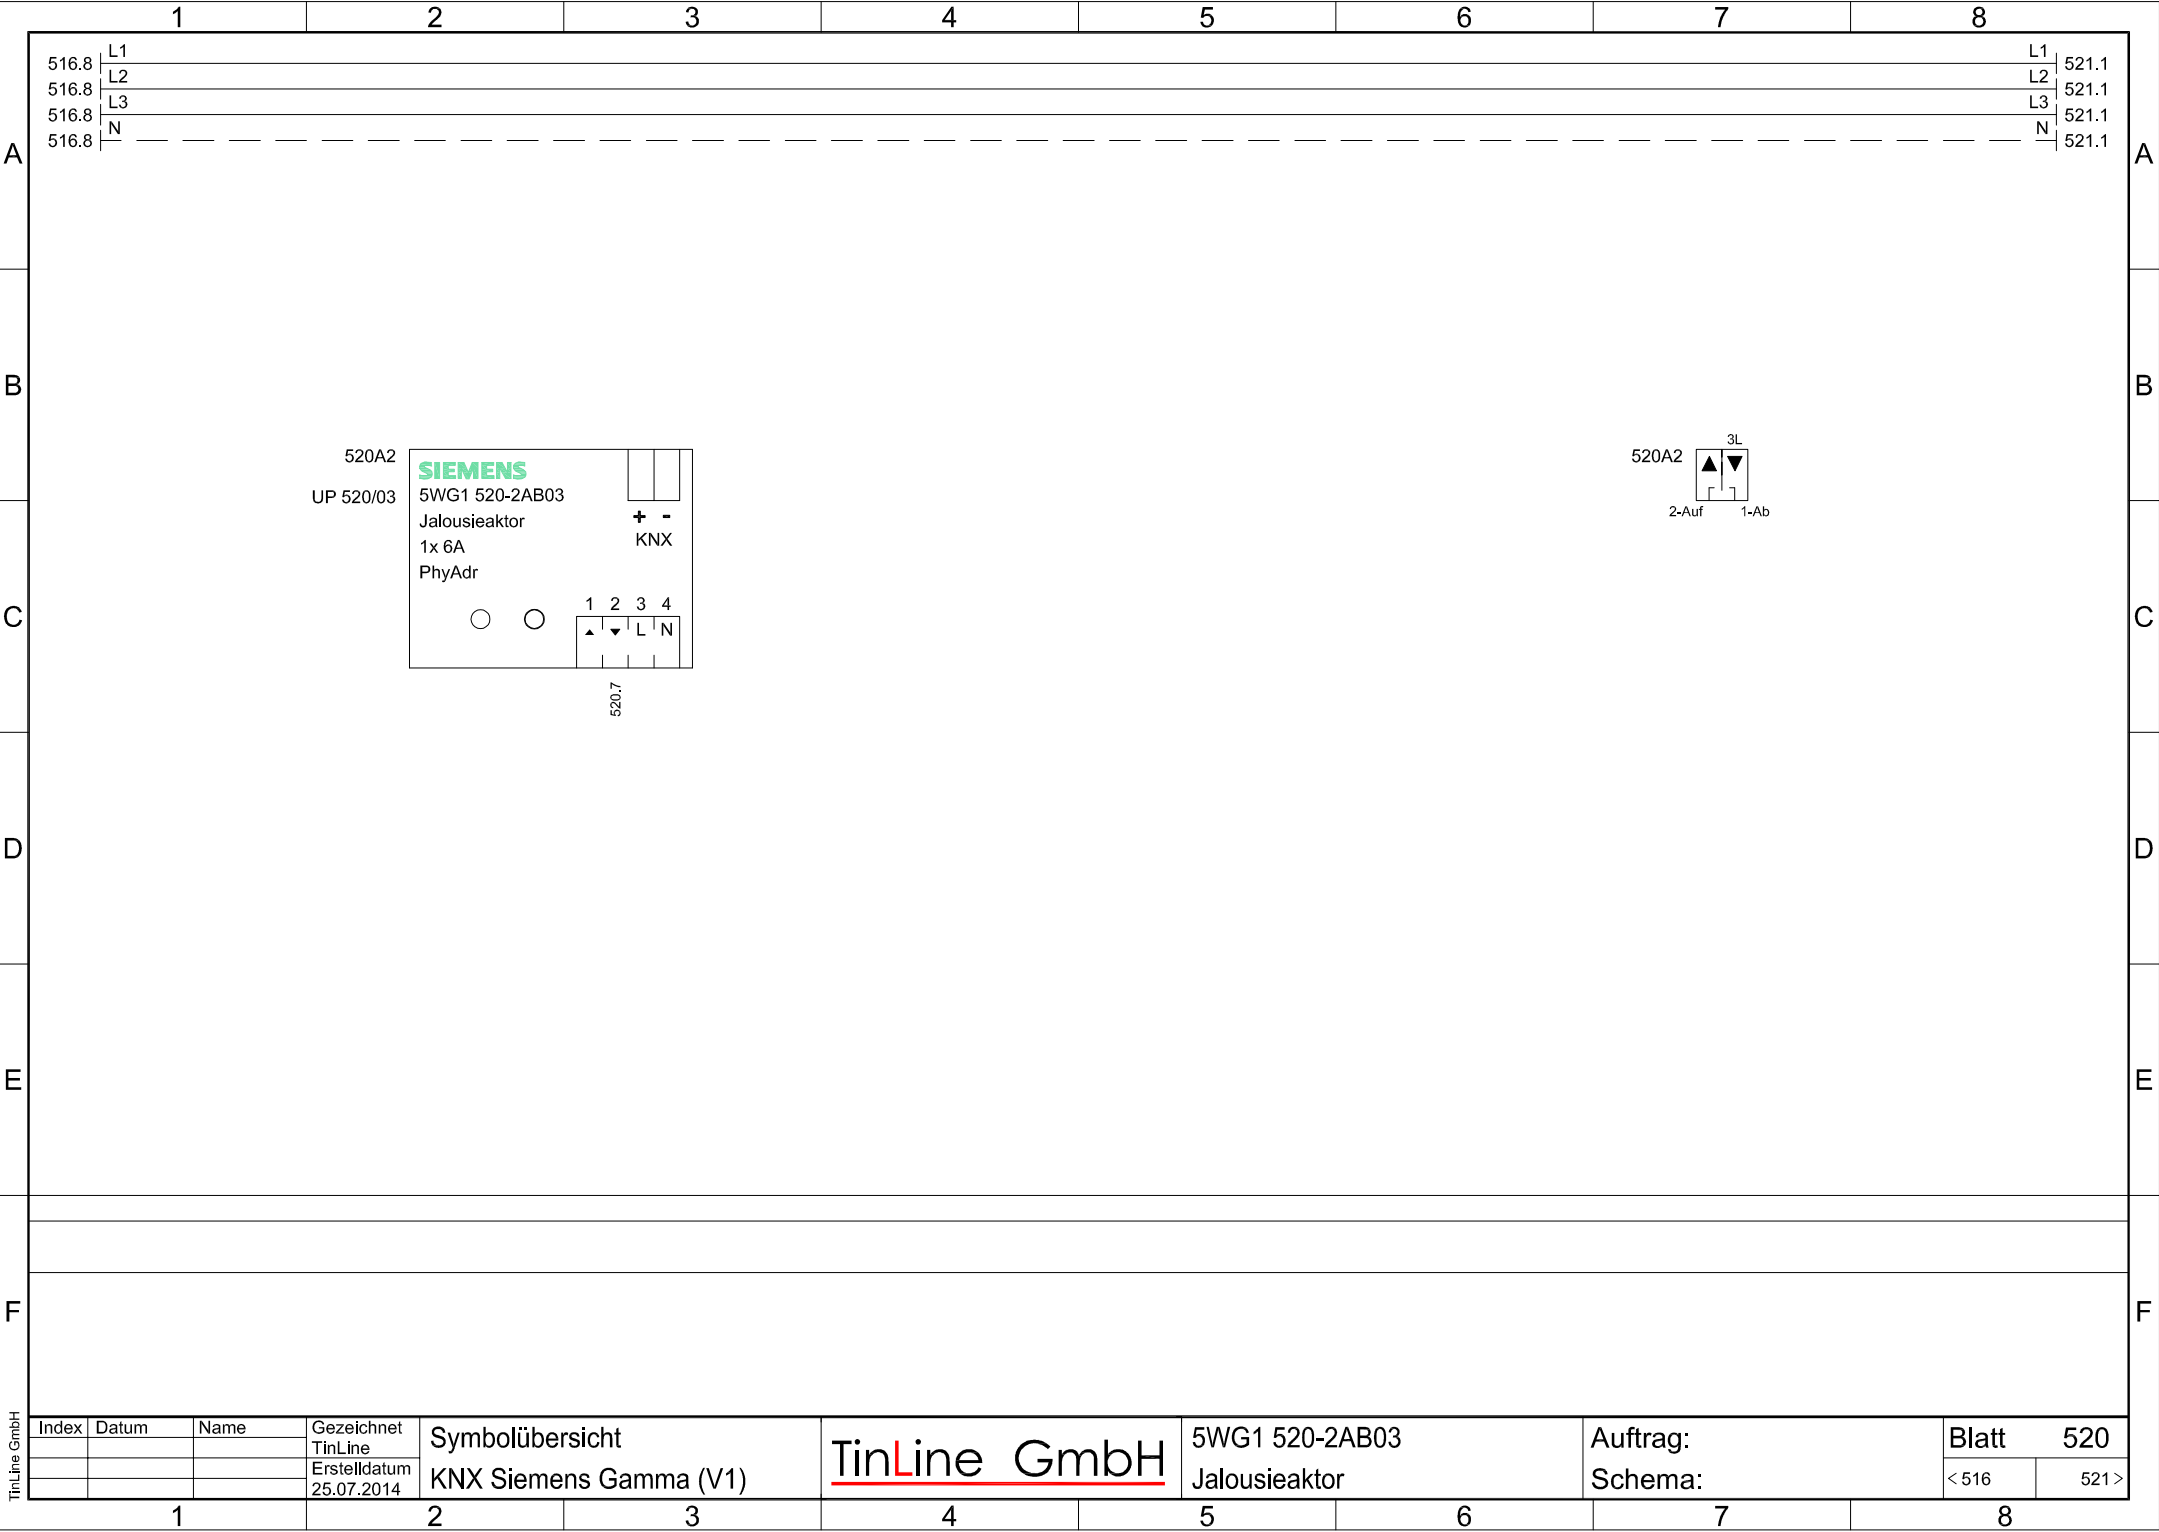 1 2 3 4 5 6 7 8
L1 L1
516.8 521.1
L2 L2
516.8 521.1
L3 L3
516.8 521.1
N N
516.8 521.1
A A
B B
520A2
UP 520/03
SIEMENS
5WG1 520-2AB03
Jalousieaktor
1x 6A
PhyAdr
+ -
KNX
1 2 3 4
L N
520.7
3L
520A2
2-Auf 1-Ab
C C
D D
E E
F F
TinLine GmbH
Index Datum Name
Gezeichnet
TinLine
Erstelldatum
25.07.2014
Symbolübersicht
KNX Siemens Gamma (V1)
TinLine GmbH
5WG1 520-2AB03
Jalousieaktor
Auftrag:
Schema:
Blatt 520
<516 521>
1 2 3 4 5 6 7 8